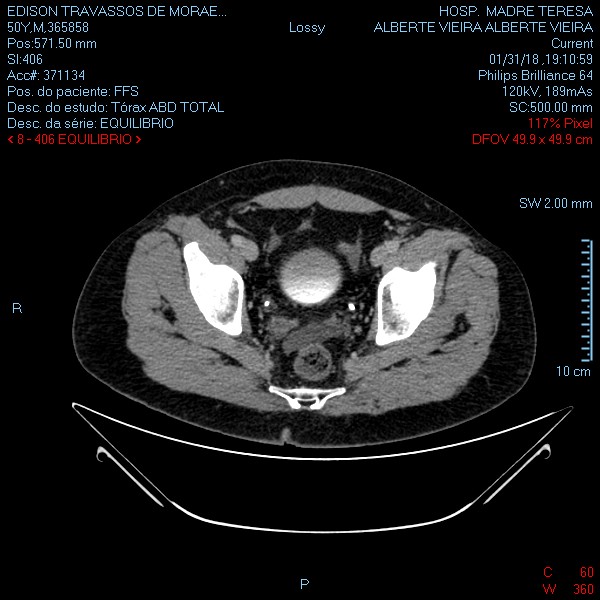 EDISON TRAVASSOS DE MORAE...
50Y,M,365858
Pos:571.50 mm
SI:406
Acc#: 371134
Pos. do paciente: FFS
Desc. do estudo: Tórax ABD TOTAL
Desc. da série: EQUILIBRIO
< 8 - 406 EQUILIBRIO >
Lossy
HOSP. MADRE TERESA
ALBERTE VIEIRA ALBERTE VIEIRA
Current
01/31/18 ,19:10:59
Philips Brilliance 64
120kV, 189mAs
SC:500.00 mm
117% Pixel
DFOV 49.9 x 49.9 cm
SW 2.00 mm
R
10 cm
P
C 60
W 360